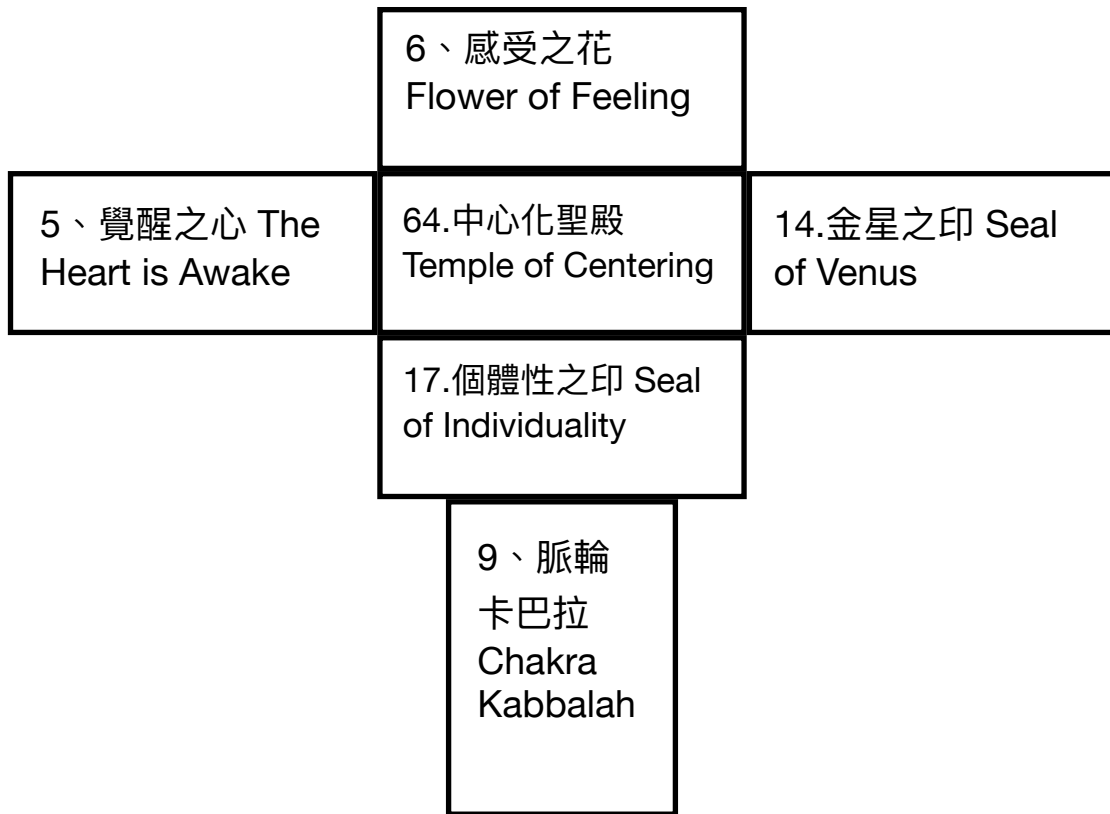 6、感受之花
Flower of Feeling
5、覺醒之心 The
Heart is Awake
64.中心化聖殿
Temple of Centering
14.金星之印 Seal
of Venus
17.個體性之印 Seal
of Individuality
9、脈輪
卡巴拉
Chakra
Kabbalah